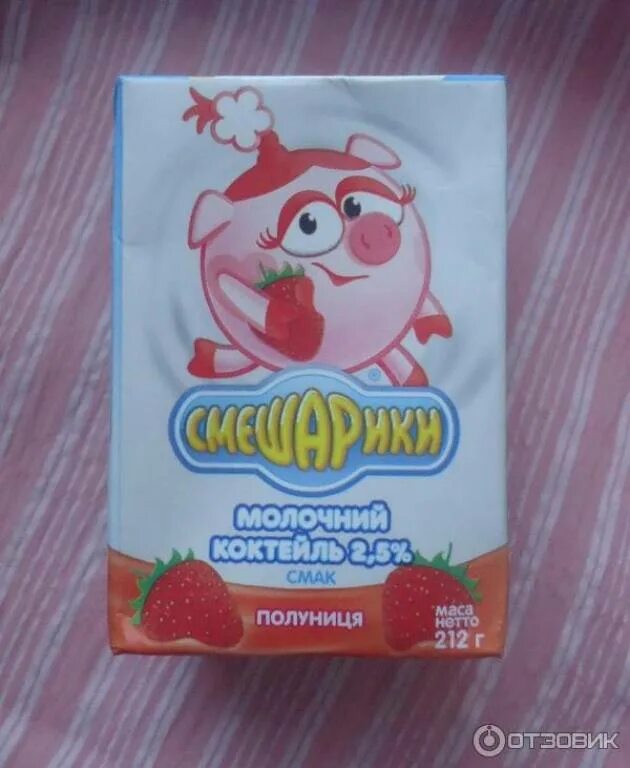 СМЕШАРИКИ
МОЛОЧНИЙ
КОКТЕЙЛЬ 2,5%
СМАК
ПОЛУНИЦЯ
маса
нетто
212 г
®
ОТЗОВИК